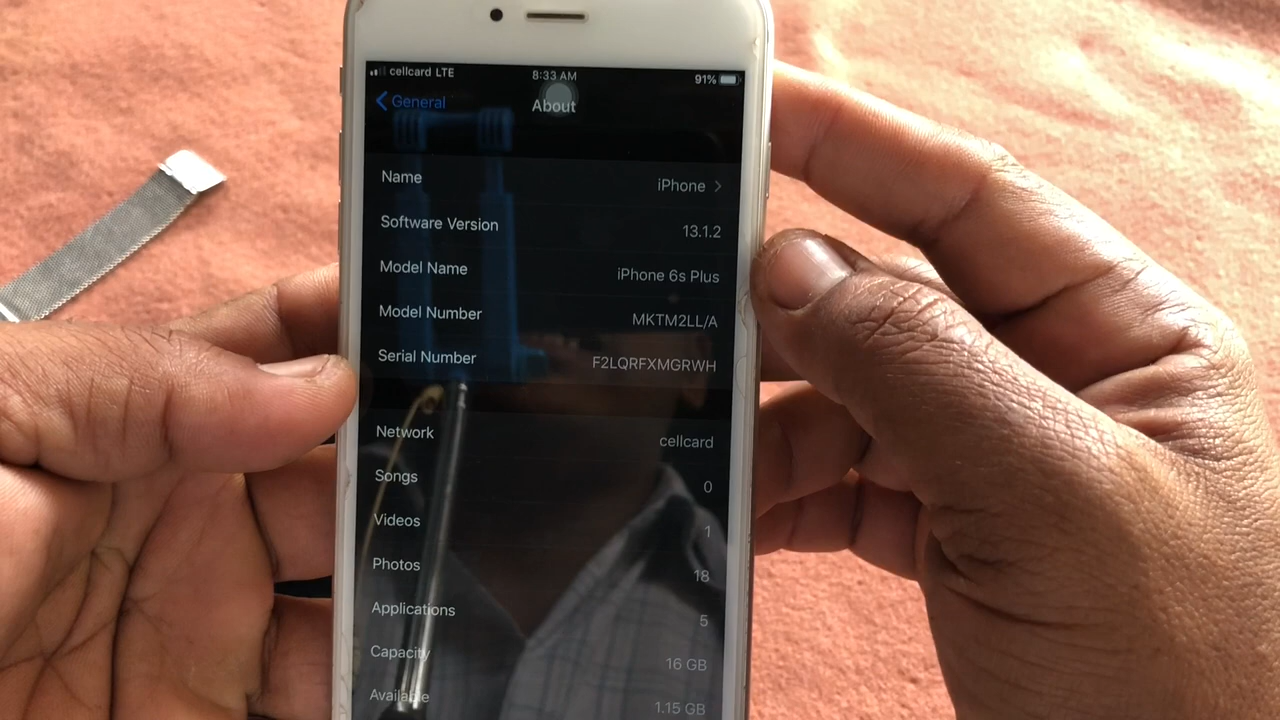 cellcard LTE 8:33 AM 91%
General About
Name iPhone
Software Version 13.1.2
Model Name iPhone 6s Plus
Model Number MKTM2LL/A
Serial Number F2LQRFXMGRWH
Network cellcard
Songs 0
Videos 1
Photos 18
Applications 5
Capacity 16 GB
Available 1.15 GB